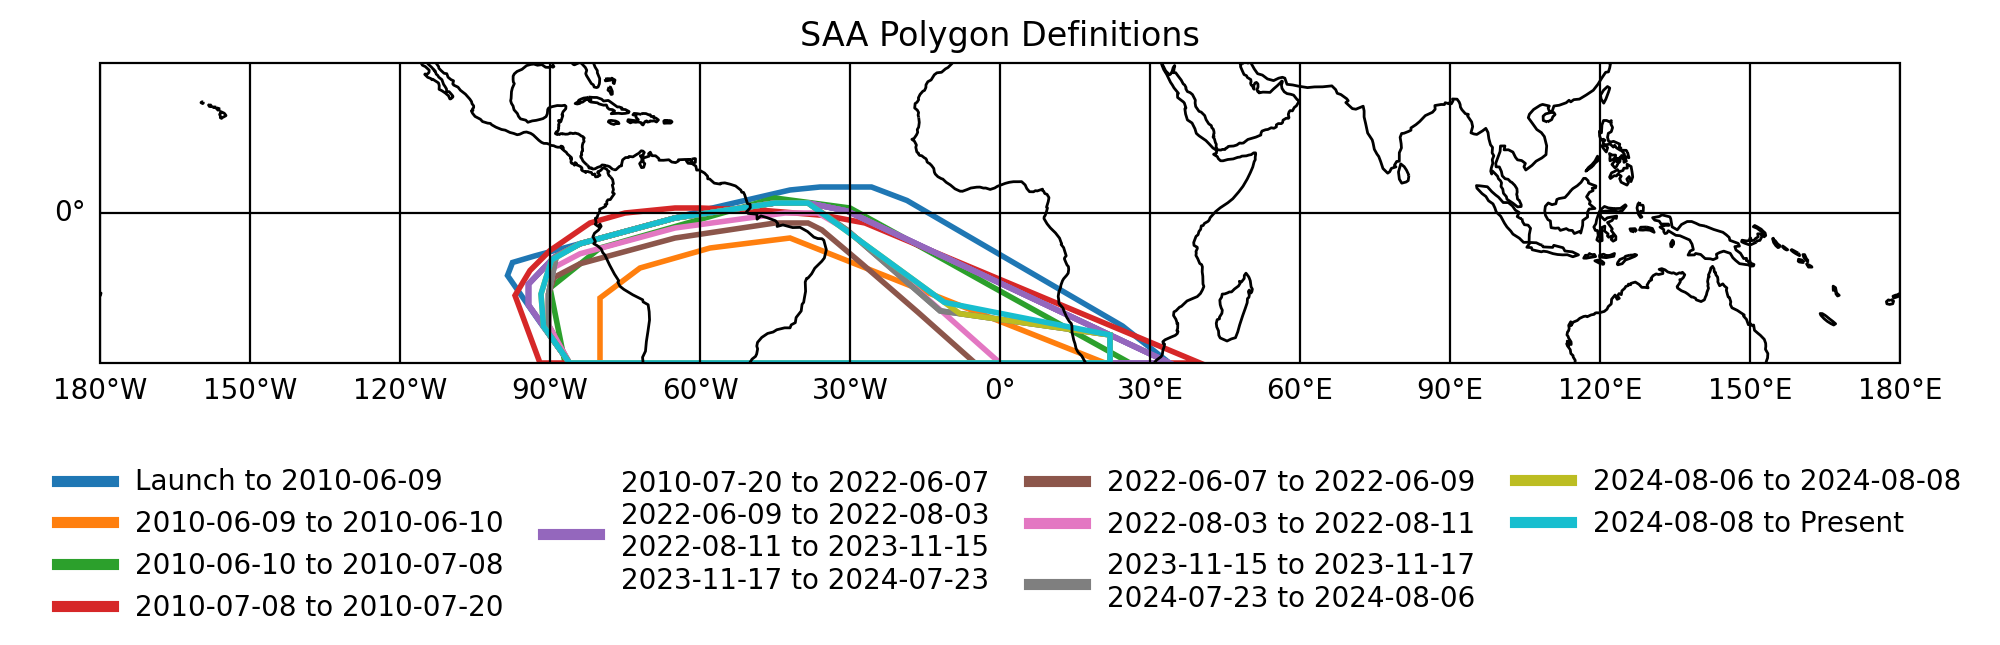 SAA Polygon Definitions
0°
180°W 150°W 120°W 90°W 60°W 30°W 0° 30°E 60°E 90°E 120°E 150°E 180°E
Launch to 2010-06-09
2010-06-09 to 2010-06-10
2010-06-10 to 2010-07-08
2010-07-08 to 2010-07-20
2010-07-20 to 2022-06-07
2022-06-09 to 2022-08-03
2022-08-11 to 2023-11-15
2023-11-17 to 2024-07-23
2022-06-07 to 2022-06-09
2022-08-03 to 2022-08-11
2023-11-15 to 2023-11-17
2024-07-23 to 2024-08-06
2024-08-06 to 2024-08-08
2024-08-08 to Present